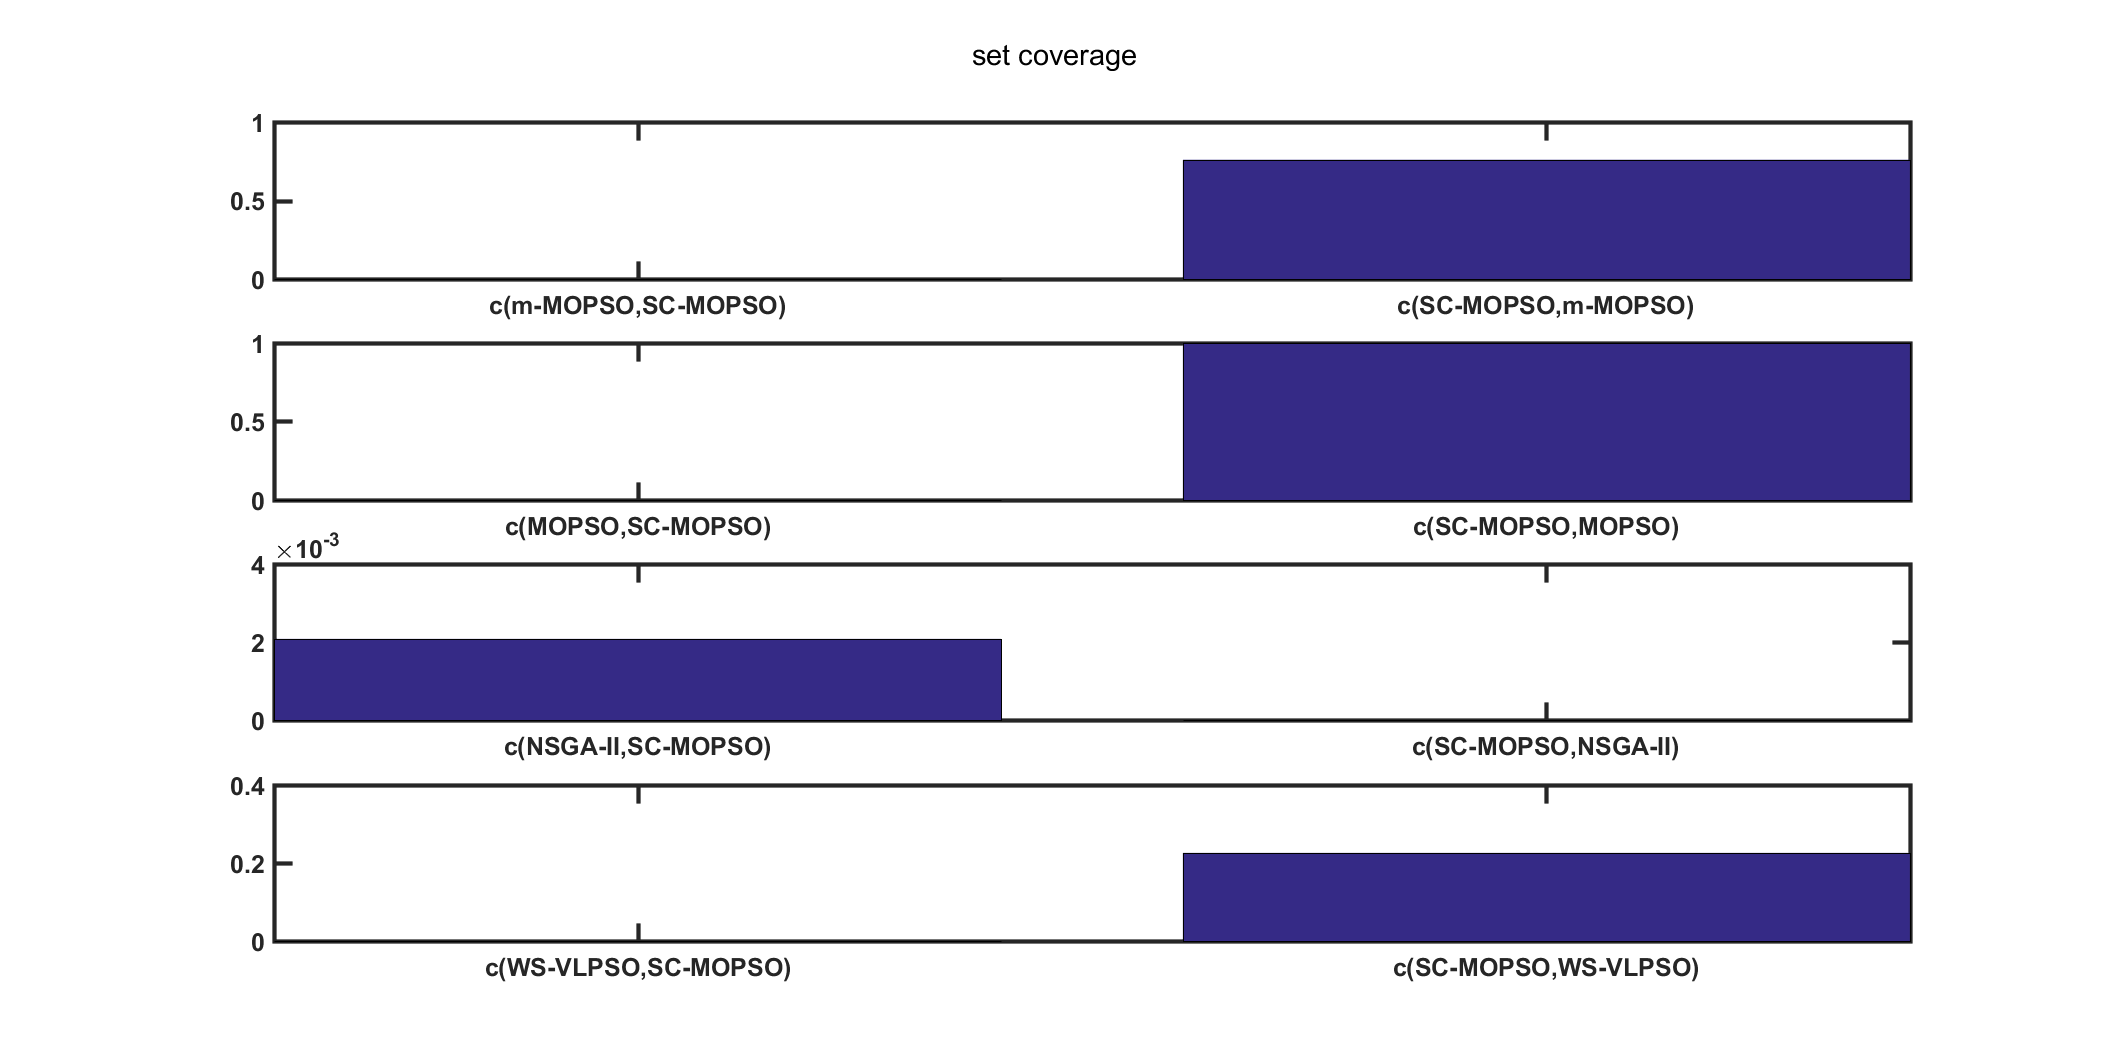 set coverage
1
0.5
0
c(m-MOPSO,SC-MOPSO) c(SC-MOPSO,m-MOPSO)
1
0.5
0
c(MOPSO,SC-MOPSO) c(SC-MOPSO,MOPSO)
×10-3
4
2
0
c(NSGA-II,SC-MOPSO) c(SC-MOPSO,NSGA-II)
0.4
0.2
0
c(WS-VLPSO,SC-MOPSO) c(SC-MOPSO,WS-VLPSO)